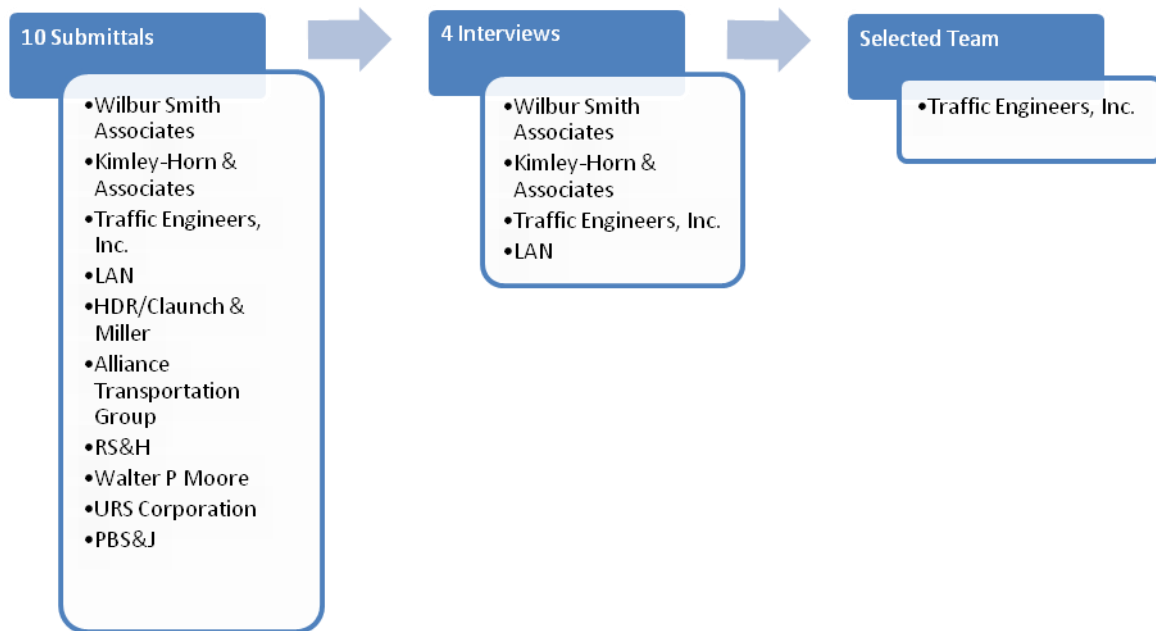 10 Submittals
•Wilbur Smith
Associates
•Kimley-Horn &
Associates
•Traffic Engineers,
Inc.
•LAN
•HDR/Claunch &
Miller
•Alliance
Transportation
Group
•RS&H
•Walter P Moore
•URS Corporation
•PBS&J
4 Interviews
•Wilbur Smith
Associates
•Kimley-Horn &
Associates
•Traffic Engineers, Inc.
•LAN
Selected Team
•Traffic Engineers, Inc.